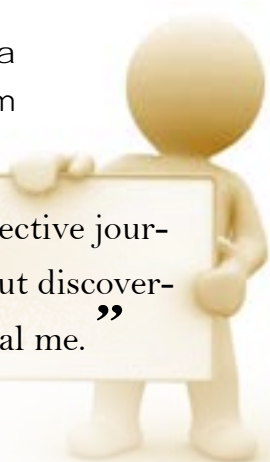 a
m
ective jour-
ut discover-
al me.”